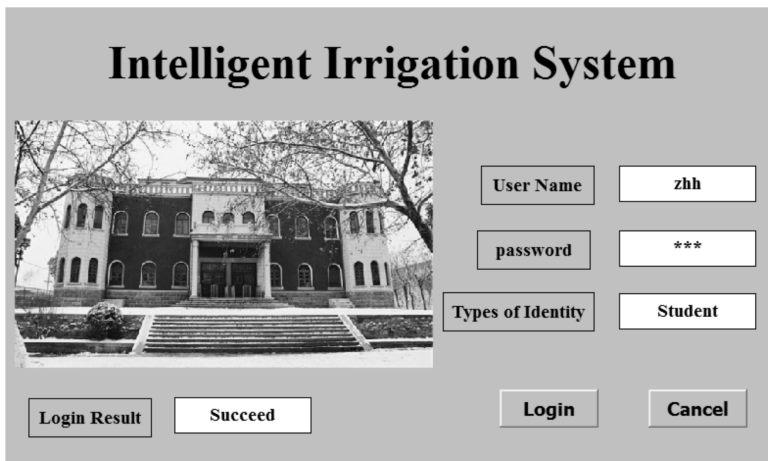 Intelligent Irrigation System
User Name
zhh
password
***
Types of Identity
Student
Login Result
Succeed
Login
Cancel